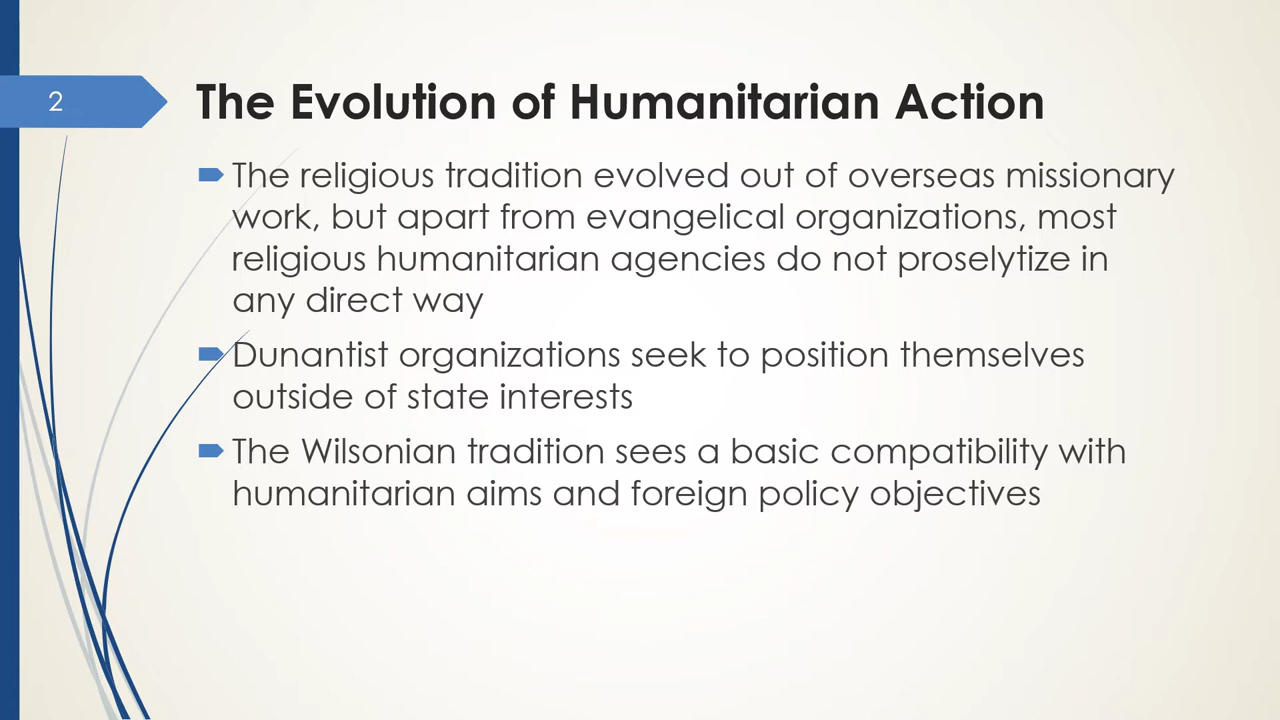 2
The Evolution of Humanitarian Action
The religious tradition evolved out of overseas missionary
work, but apart from evangelical organizations, most
religious humanitarian agencies do not proselytize in
any direct way
Dunantist organizations seek to position themselves
outside of state interests
The Wilsonian tradition sees a basic compatibility with
humanitarian aims and foreign policy objectives